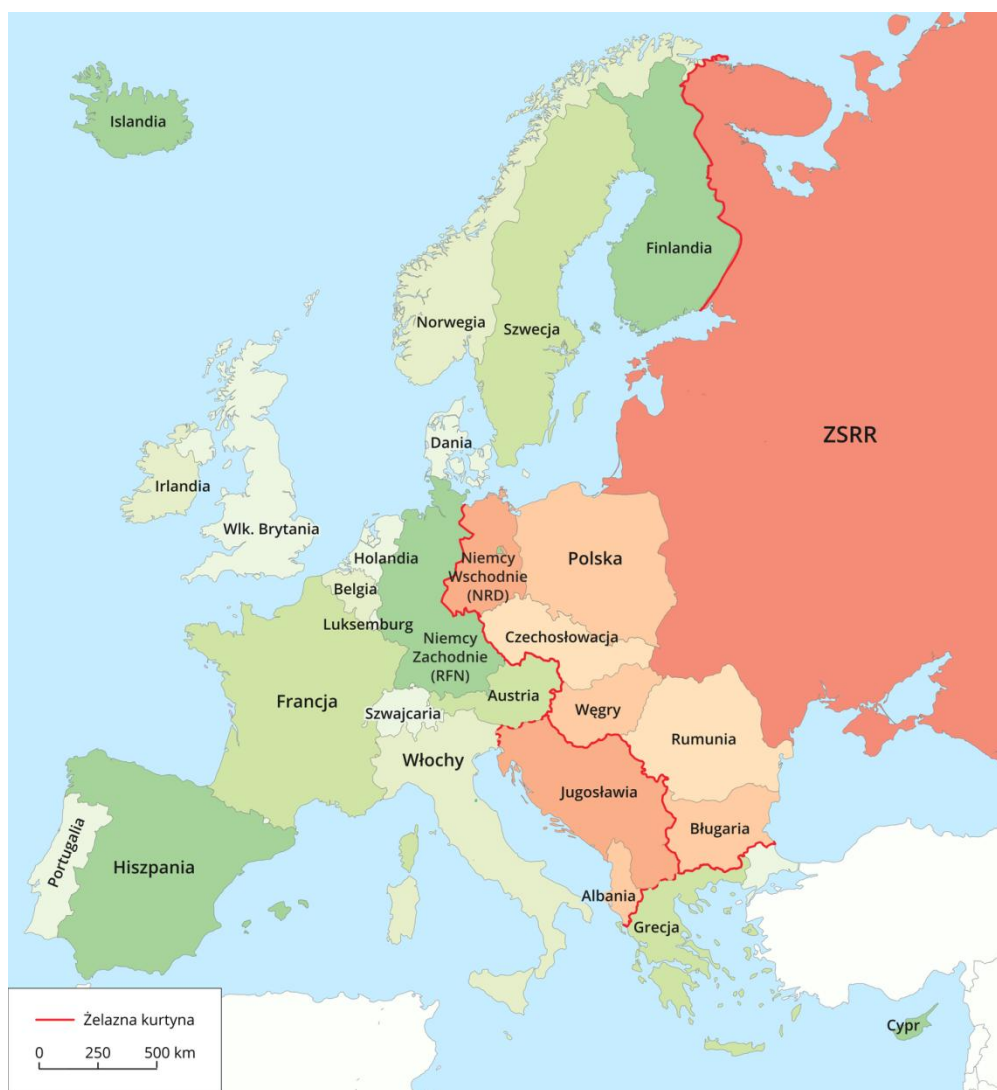 Islandia
Finlandia
Norwegia
Szwecja
ZSRR
Dania
Irlandia
Wlk. Brytania
Holandia
Niemcy
Wschodnie
(NRD)
Polska
Belgia
Luksemburg
Niemcy
Zachodnie
(RFN)
Czechosłowacja
Francja
Austria
Szwajcaria
Węgry
Rumunia
Włochy
Jugosławia
Portugalia
Hiszpania
Bługaria
Albania
Grecja
Cypr
Żelazna kurtyna
0 250 500 km